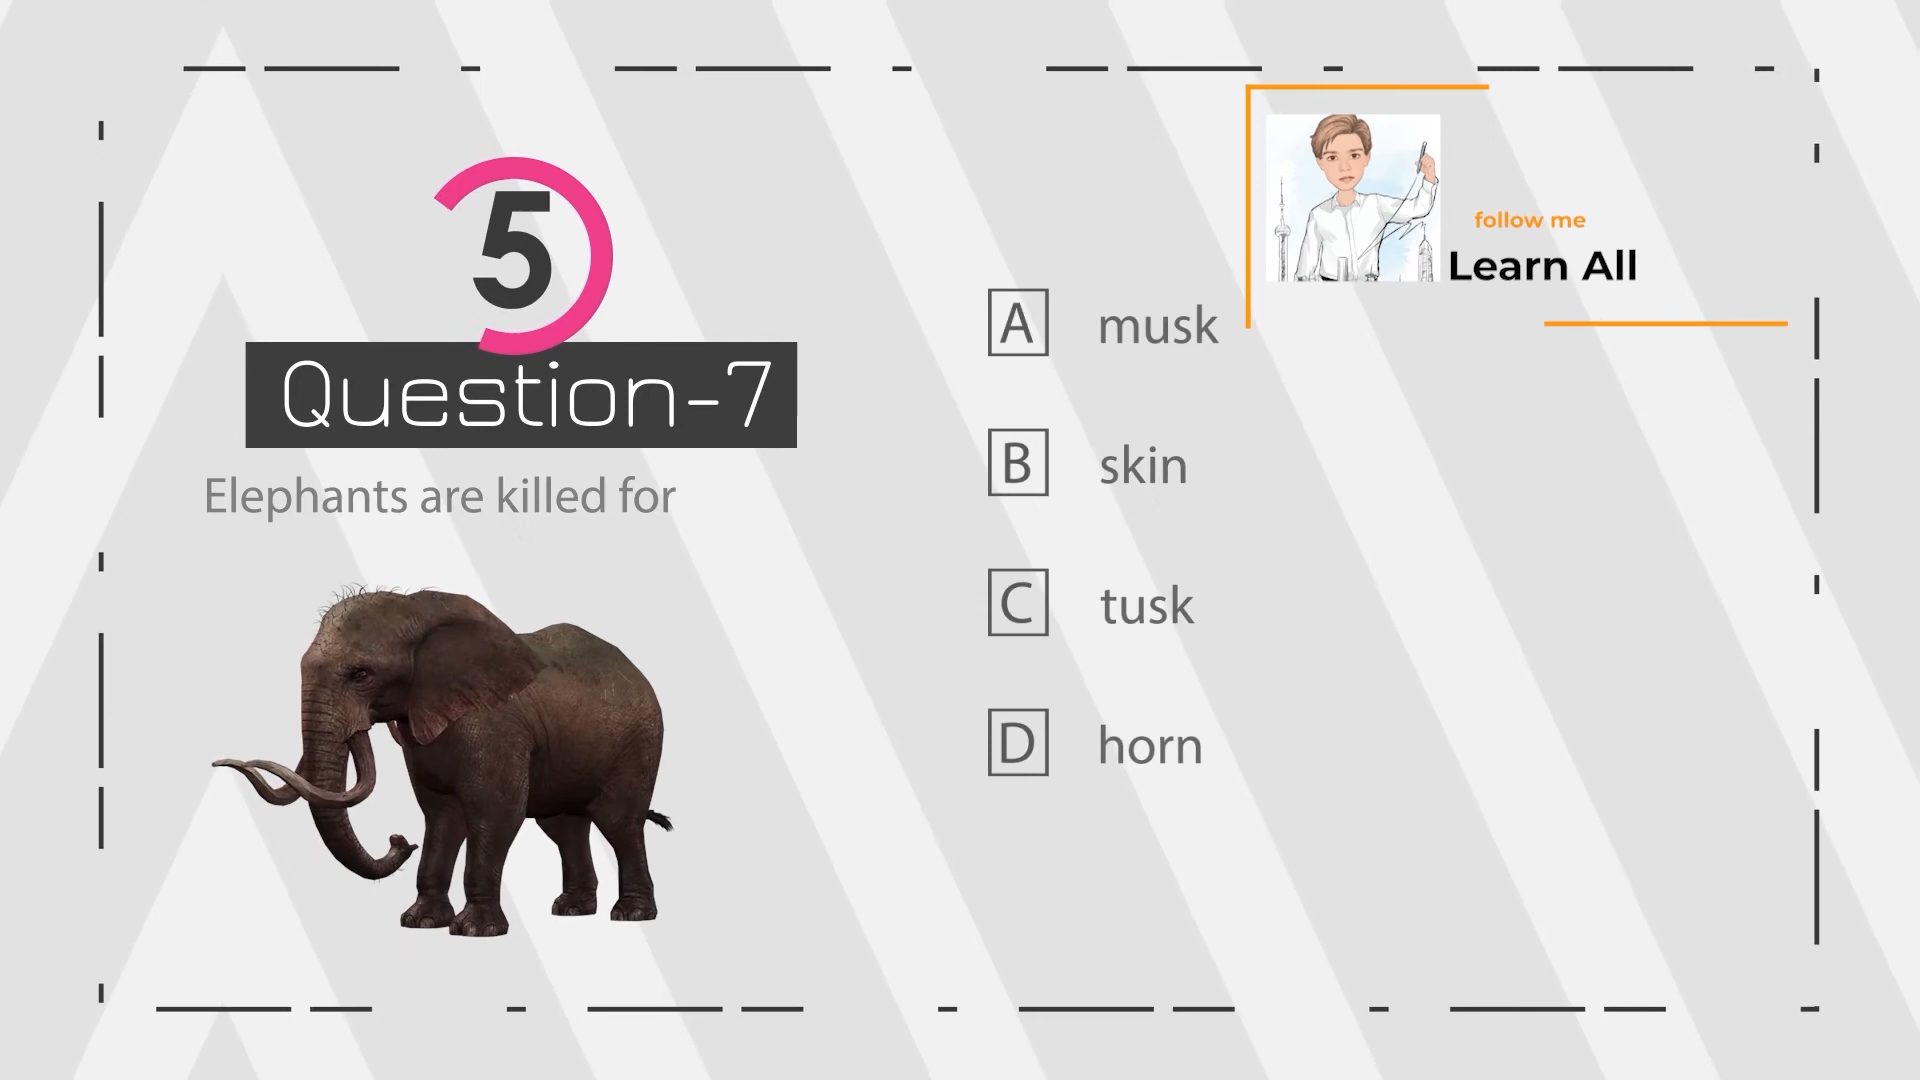 5
Question-7
Elephants are killed for
A musk
B skin
C tusk
D horn
follow me
Learn All